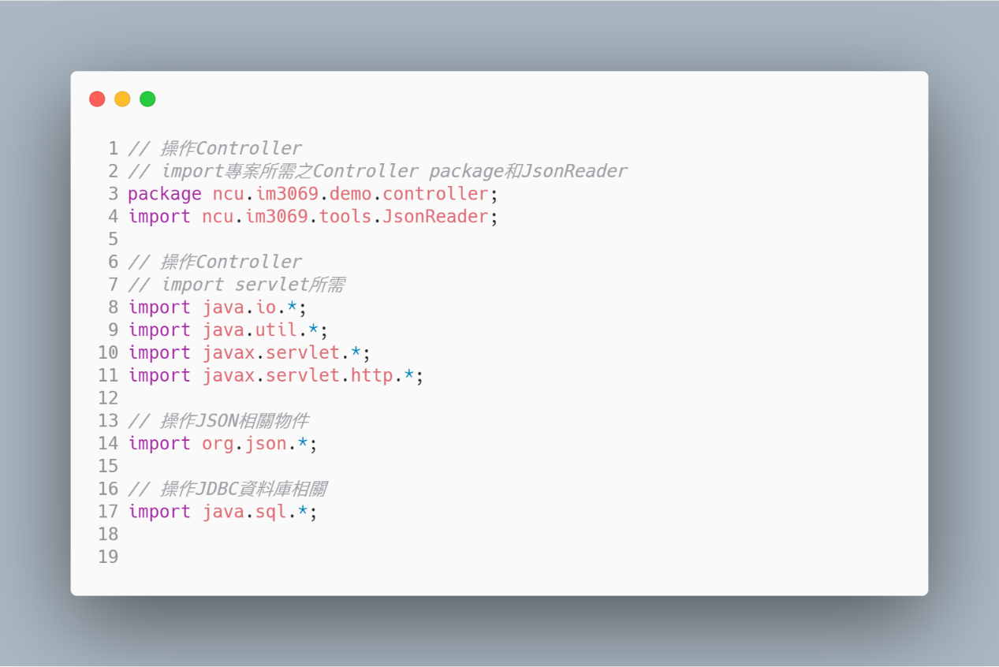 1 // 操作Controller
2 // import專案所需之Controller package和JsonReader
3 package ncu.im3069.demo.controller;
4 import ncu.im3069.tools.JsonReader;
5
6 // 操作Controller
7 // import servlet所需
8 import java.io.*;
9 import java.util.*;
10 import javax.servlet.*;
11 import javax.servlet.http.*;
12
13 // 操作JSON相關物件
14 import org.json.*;
15
16 // 操作JDBC資料庫相關
17 import java.sql.*;
18
19